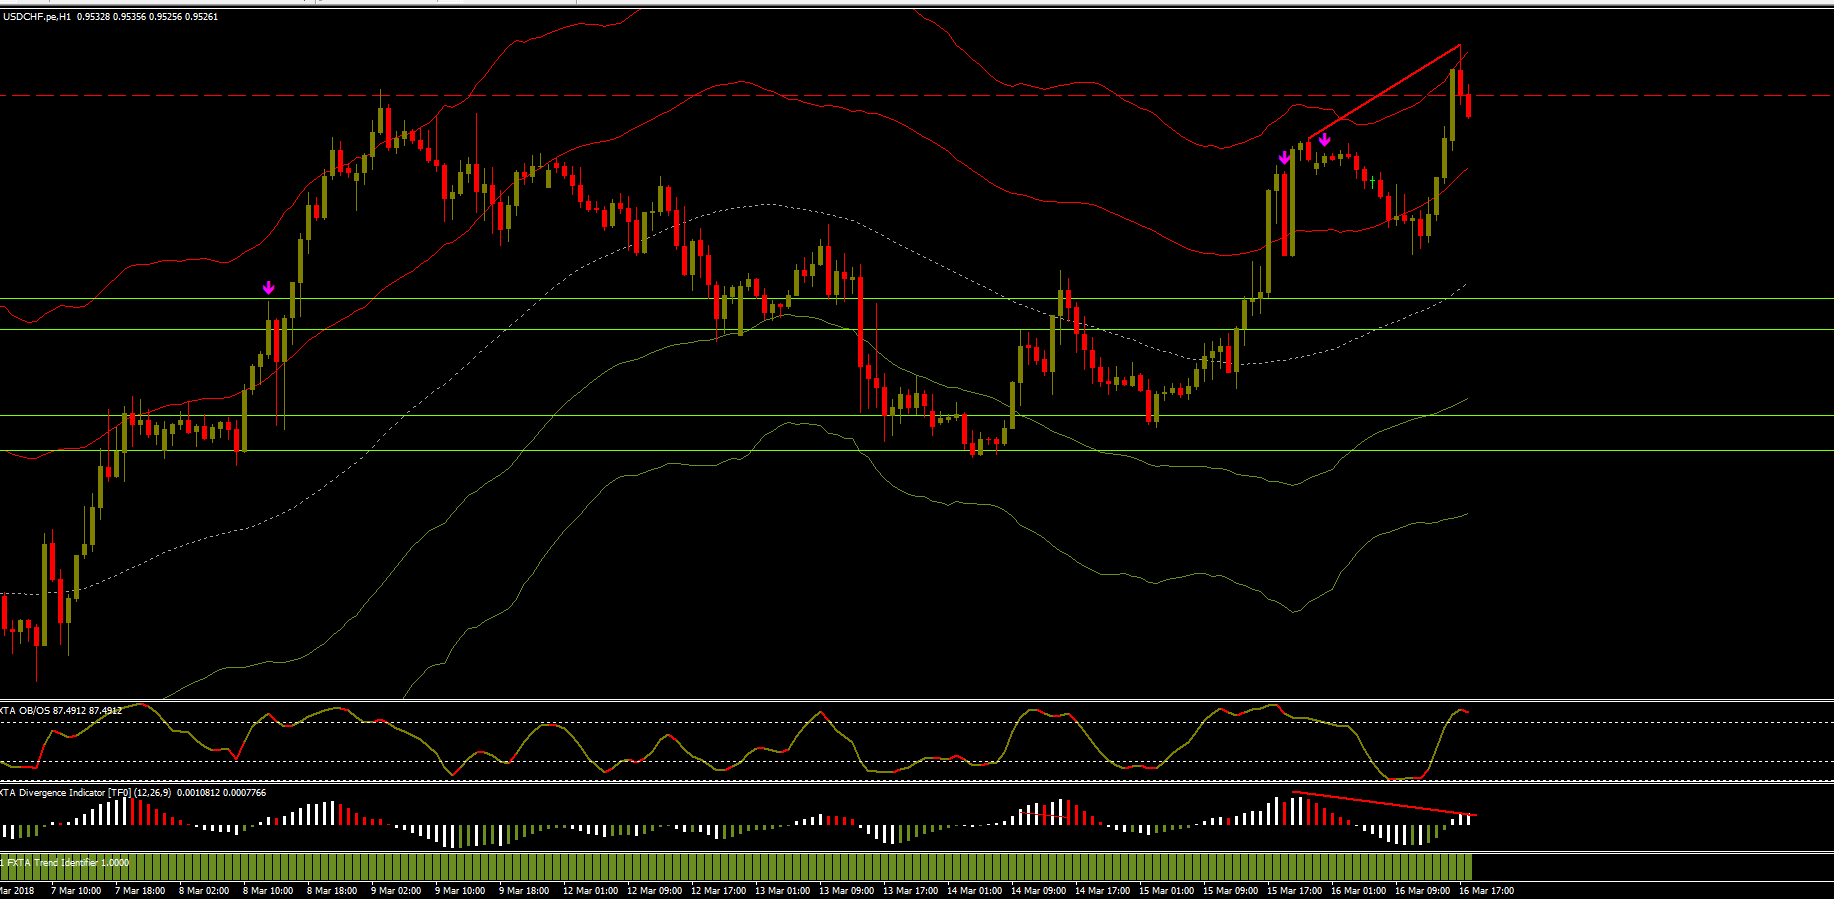 USDCHF.pe,H1 0.95328 0.95356 0.95256 0.95261
XTA OB/OS 87.4912 87.4912
XTA Divergence Indicator [TF0] (12,26,9) 0.0010812 0.0007766
1 FXTA Trend Identifier 1.0000
Mar 2018 7 Mar 10:00 7 Mar 18:00 8 Mar 02:00 8 Mar 10:00 8 Mar 18:00 9 Mar 02:00 9 Mar 10:00 9 Mar 18:00 12 Mar 01:00 12 Mar 09:00 12 Mar 17:00 13 Mar 01:00 13 Mar 09:00 13 Mar 17:00 14 Mar 01:00 14 Mar 09:00 14 Mar 17:00 15 Mar 01:00 15 Mar 09:00 15 Mar 17:00 16 Mar 01:00 16 Mar 09:00 16 Mar 17:00